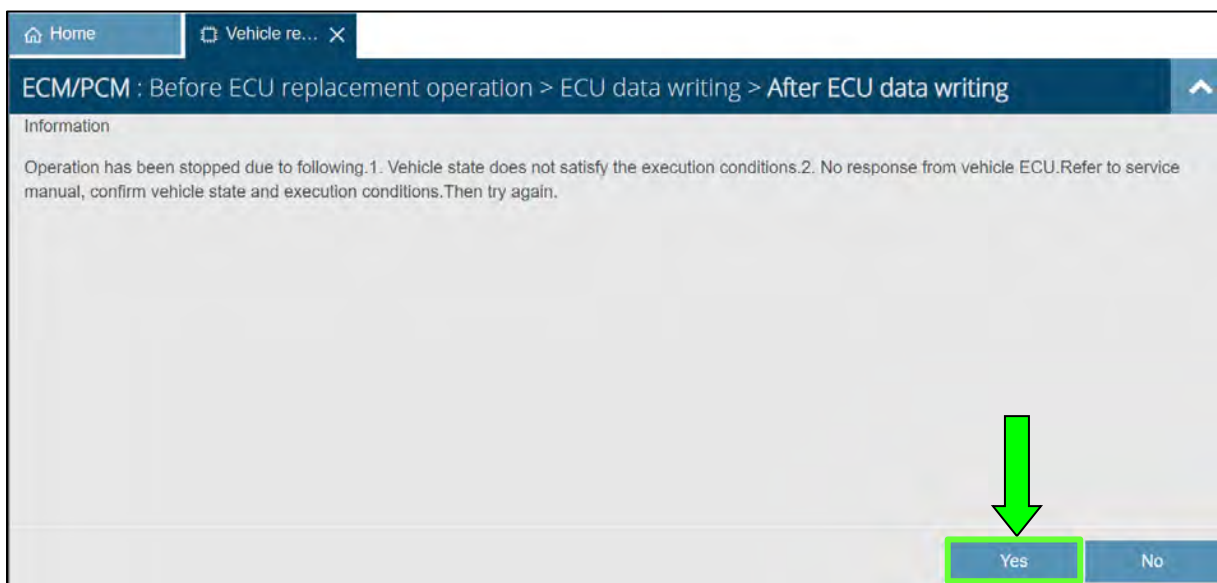 Home
Vehicle re...
ECM/PCM : Before ECU replacement operation > ECU data writing > After ECU data writing
Information
Operation has been stopped due to following.1. Vehicle state does not satisfy the execution conditions.2. No response from vehicle ECU.Refer to service
manual, confirm vehicle state and execution conditions.Then try again.
Yes
No